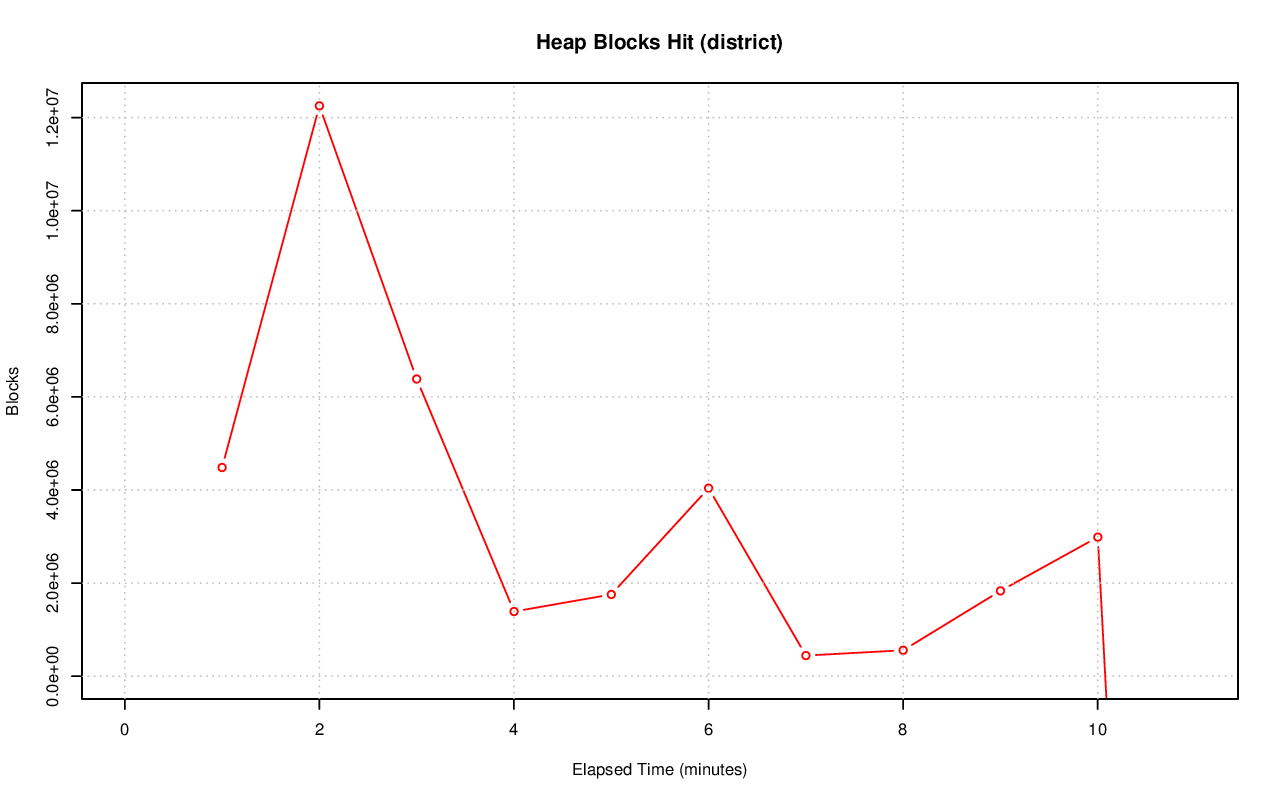 Heap Blocks Hit (district)
Blocks
1.2e+07
1.0e+07
8.0e+06
6.0e+06
4.0e+06
2.0e+06
0.0e+00
0 2 4 6 8 10
Elapsed Time (minutes)